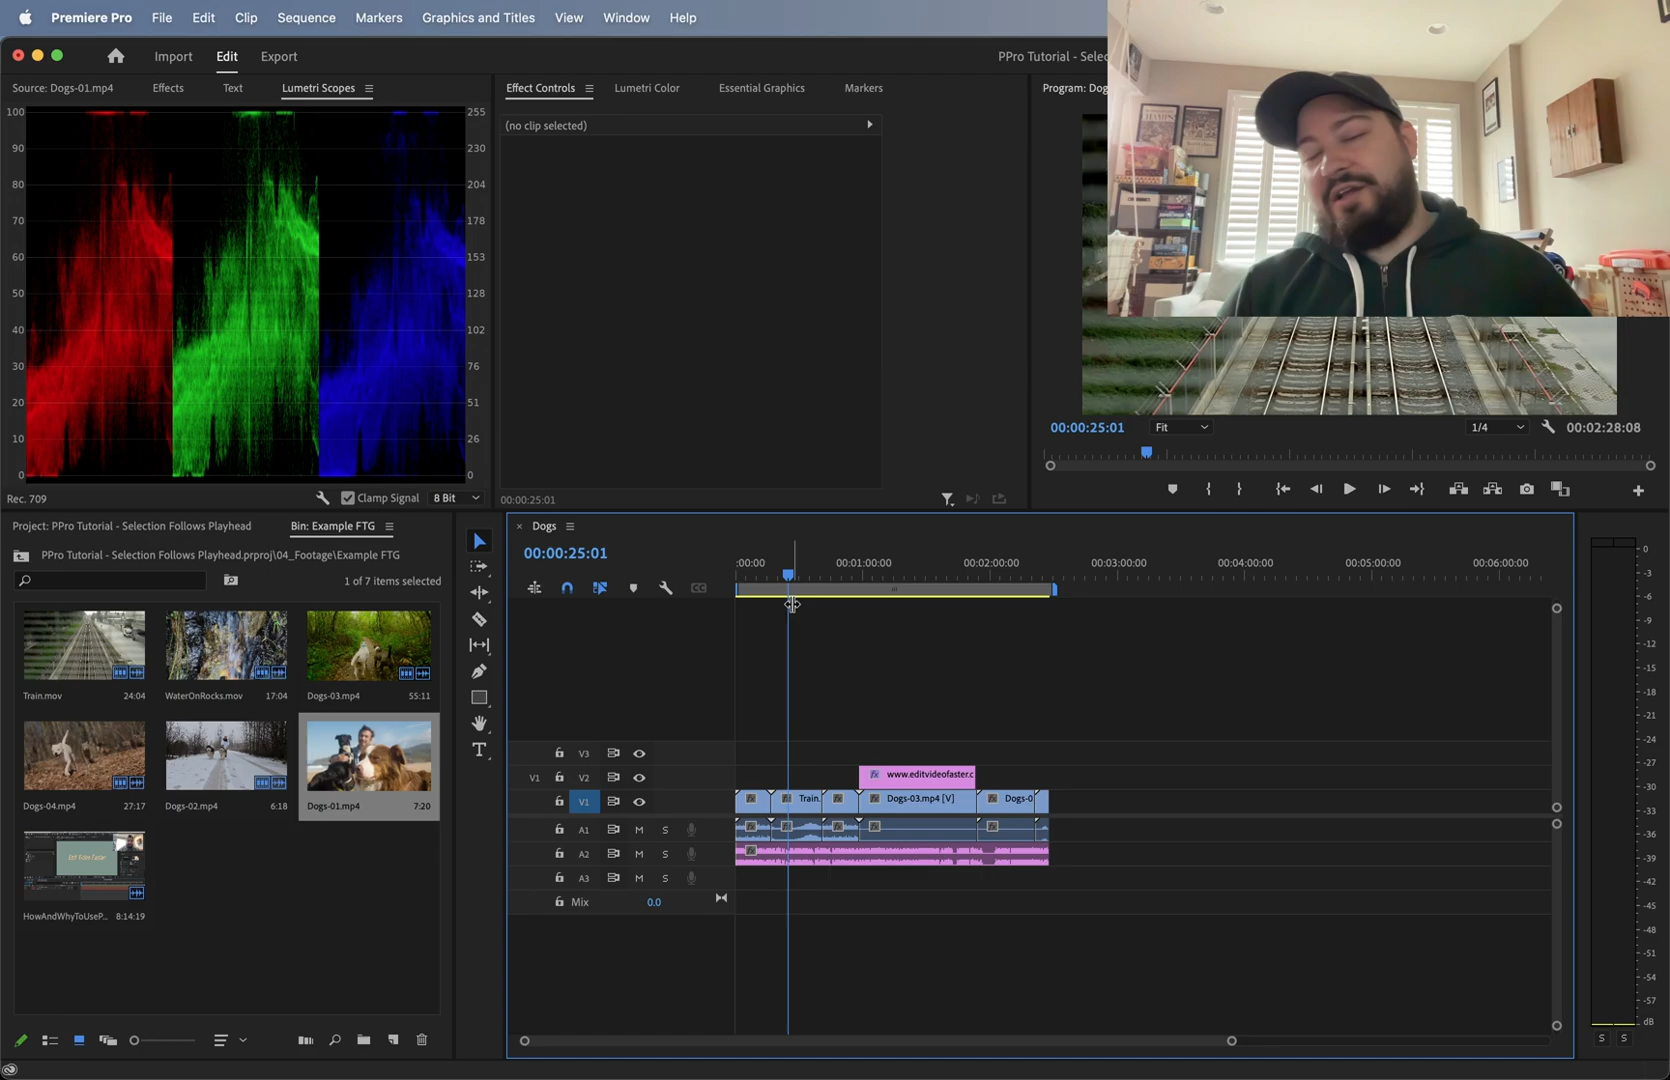 Premiere Pro File Edit Clip Sequence Markers Graphics and Titles View Window Help
Import Edit Export
PPro Tutorial - Selec
Source: Dogs-01.mp4 Effects Text Lumetri Scopes
Effect Controls Lumetri Color Essential Graphics Markers
Program: Dog
100 255
90 230
80 204
70 178
60 153
50 128
40 102
30 76
20 51
10 26
0 0
Rec. 709 Clamp Signal 8 Bit
(no clip selected)
00:00:25:01
CHAMPS
00:00:25:01 Fit 1/4 00:02:28:08
Project: PPro Tutorial - Selection Follows Playhead Bin: Example FTG
PPro Tutorial - Selection Follows Playhead.prproj\04_Footage\Example FTG
1 of 7 items selected
Train.mov 24:04
WaterOnRocks.mov 17:04
Dogs-03.mp4 55:11
Dogs-04.mp4 27:17
Dogs-02.mp4 6:18
Dogs-01.mp4 7:20
Edit Video Faster
HowAndWhyToUseP... 8:14:19
Dogs
00:00:25:01
:00:00 00:01:00:00 00:02:00:00 00:03:00:00 00:04:00:00 00:05:00:00 00:06:00:00
V3
V1 V2
www.editvideofaster.c
V1
Train.
Dogs-03.mp4 [V]
Dogs-0
A1 M S
A2 M S
A3 M S
Mix 0.0
0
-3
-6
-9
-12
-15
-18
-21
-24
-27
-30
-33
-36
-39
-42
-45
-48
-51
-54
-57
dB
S S